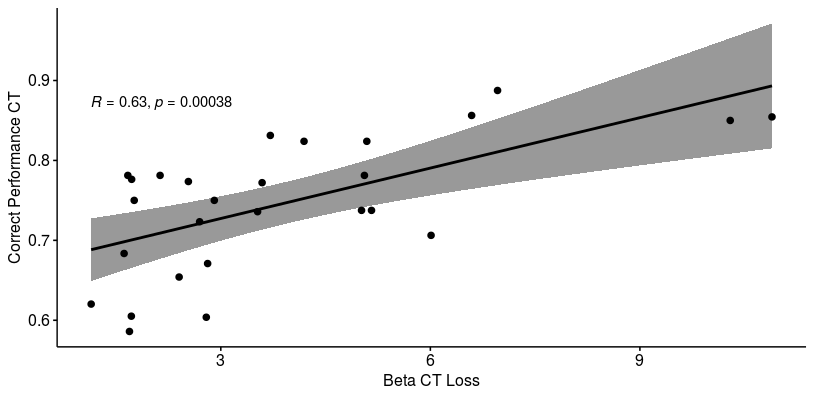 Correct Performance CT
0.9
0.8
0.7
0.6
R = 0.63, p = 0.00038
3 6 9
Beta CT Loss